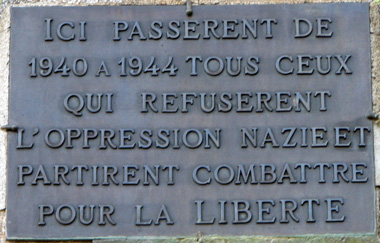 ICI PASSERENT DE
1940 A 1944 TOUS CEUX
QUI REFUSERENT
L'OPPRESSION NAZIE ET
PARTIRENT COMBATTRE
POUR LA LIBERTE